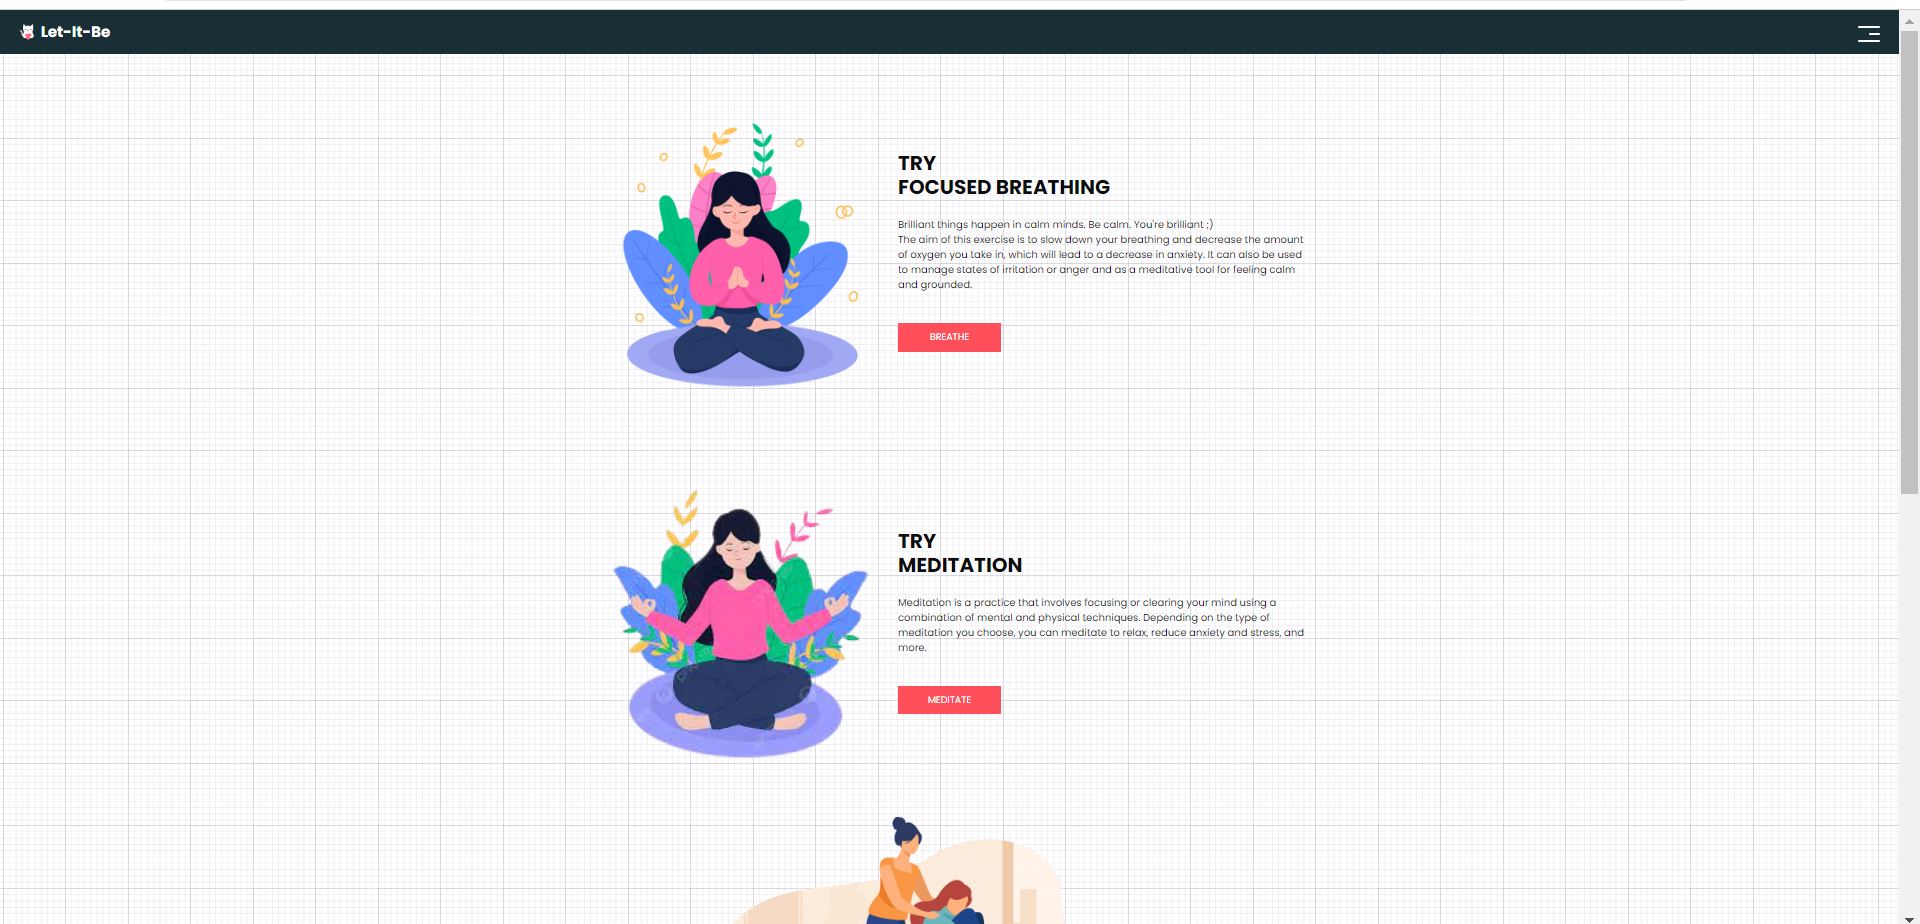 Let-It-Be
TRY
FOCUSED BREATHING
Brilliant things happen in calm minds. Be calm. You're brilliant ;)
The aim of this exercise is to slow down your breathing and decrease the amount
of oxygen you take in, which will lead to a decrease in anxiety. It can also be used
to manage states of irritation or anger and as a meditative tool for feeling calm
and grounded.
BREATHE
TRY
MEDITATION
Meditation is a practice that involves focusing or clearing your mind using a
combination of mental and physical techniques. Depending on the type of
meditation you choose, you can meditate to relax, reduce anxiety and stress, and
more.
MEDITATE